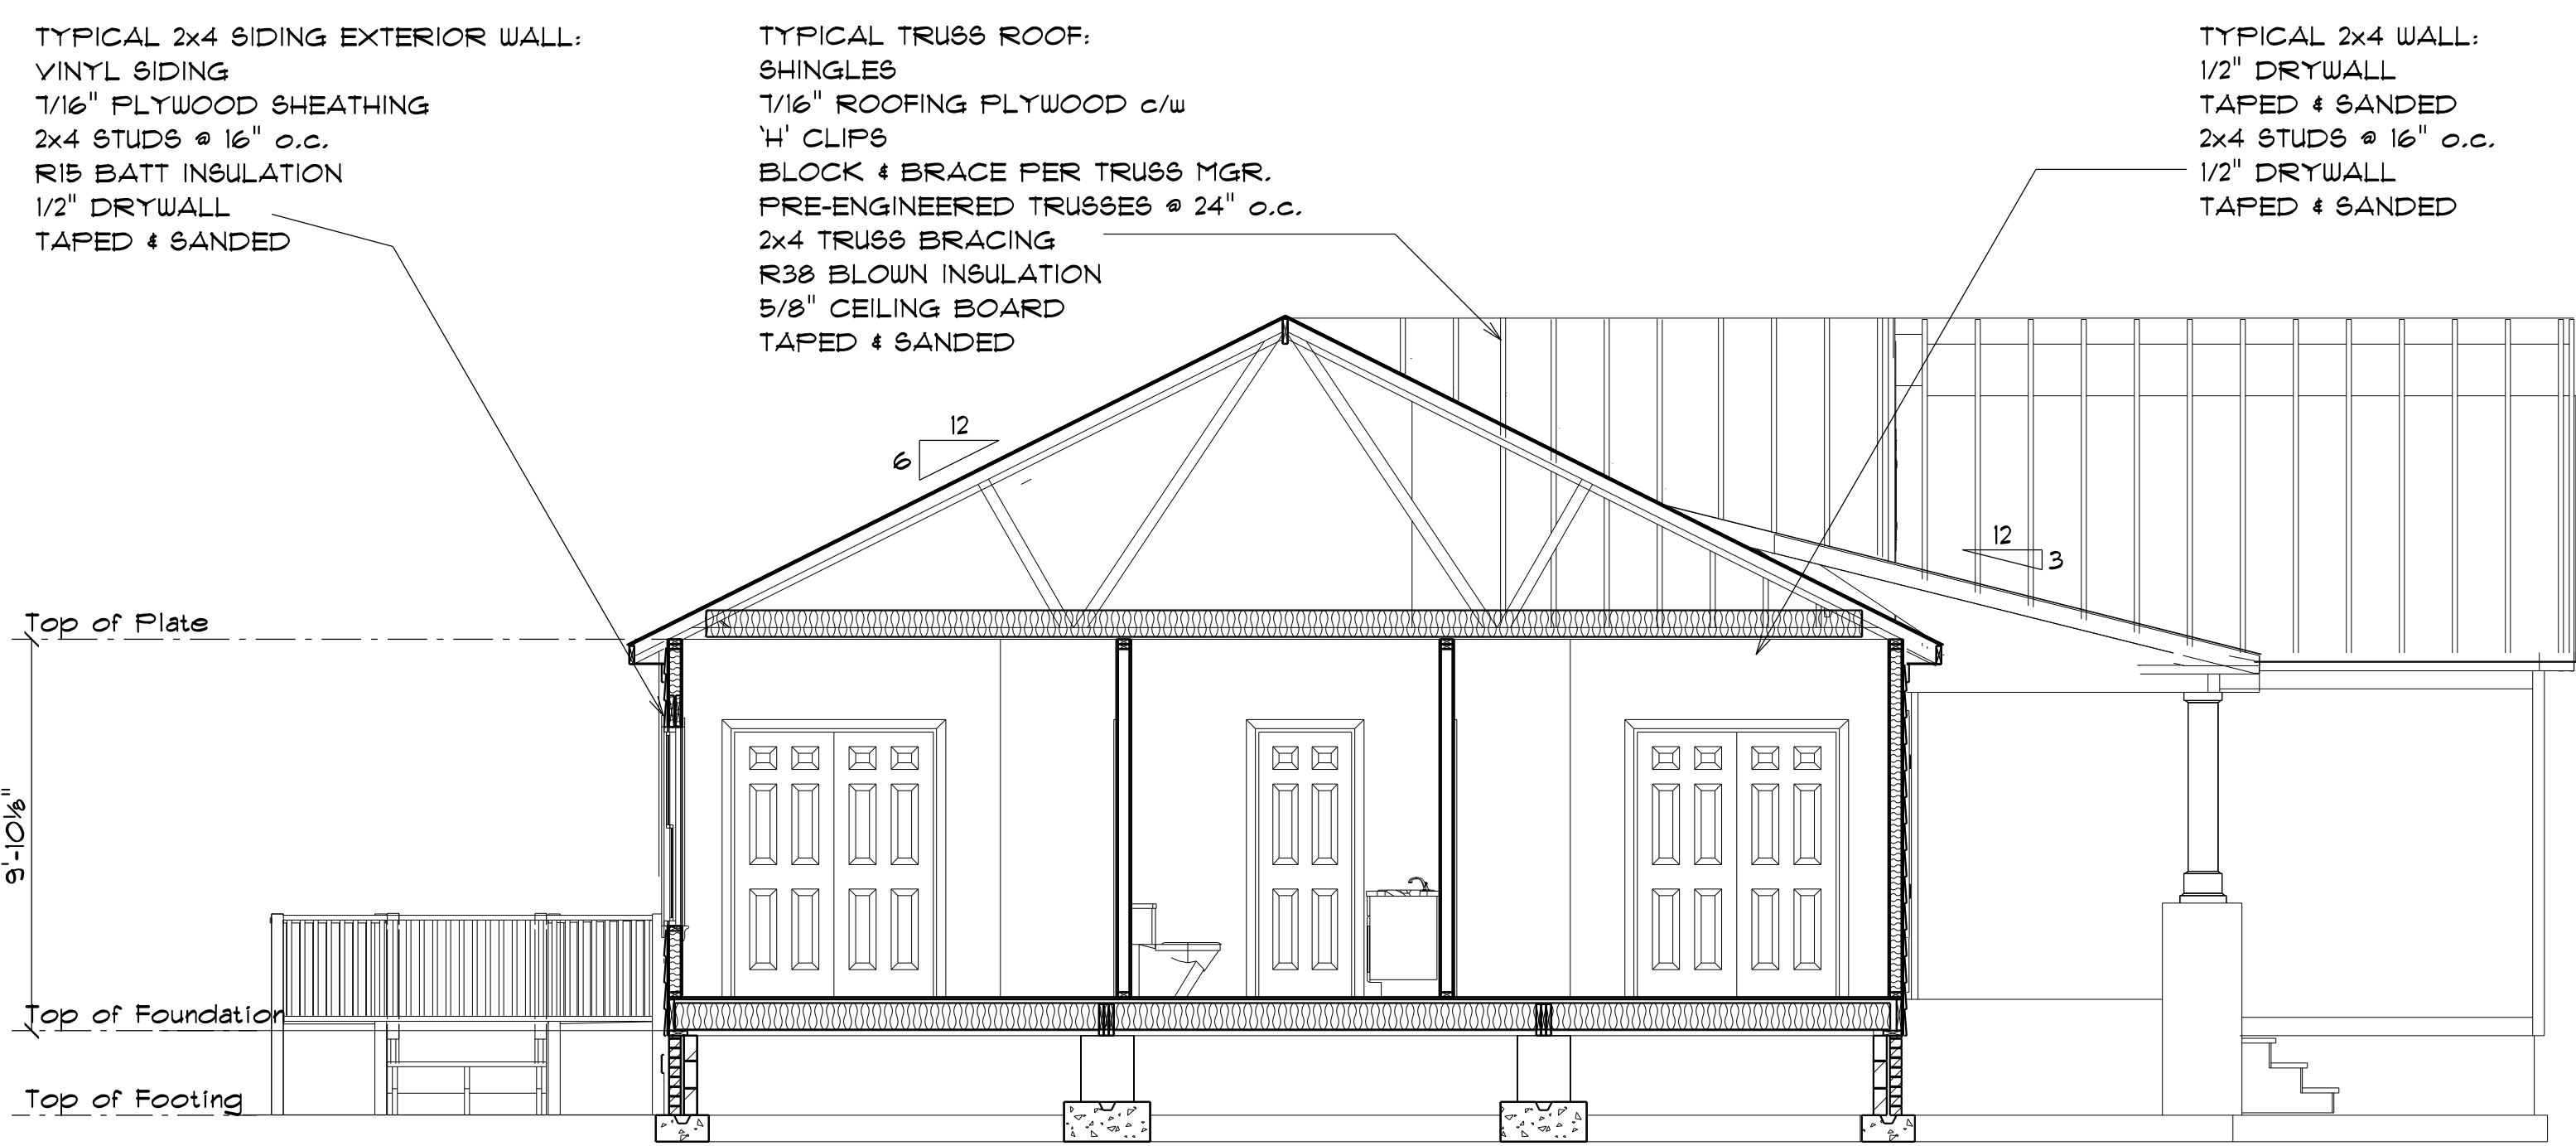 TYPICAL 2x4 SIDING EXTERIOR WALL:
VINYL SIDING
7/16" PLYWOOD SHEATHING
2x4 STUDS @ 16" o.c.
R15 BATT INSULATION
1/2" DRYWALL
TAPED & SANDED
TYPICAL TRUSS ROOF:
SHINGLES
7/16" ROOFING PLYWOOD c/w
'H' CLIPS
BLOCK & BRACE PER TRUSS MGR.
PRE-ENGINEERED TRUSSES @ 24" o.c.
2x4 TRUSS BRACING
R38 BLOWN INSULATION
5/8" CEILING BOARD
TAPED & SANDED
TYPICAL 2x4 WALL:
1/2" DRYWALL
TAPED & SANDED
2x4 STUDS @ 16" o.c.
1/2" DRYWALL
TAPED & SANDED
12
6
12
3
Top of Plate
9'-10⅛"
Top of Foundation
Top of Footing